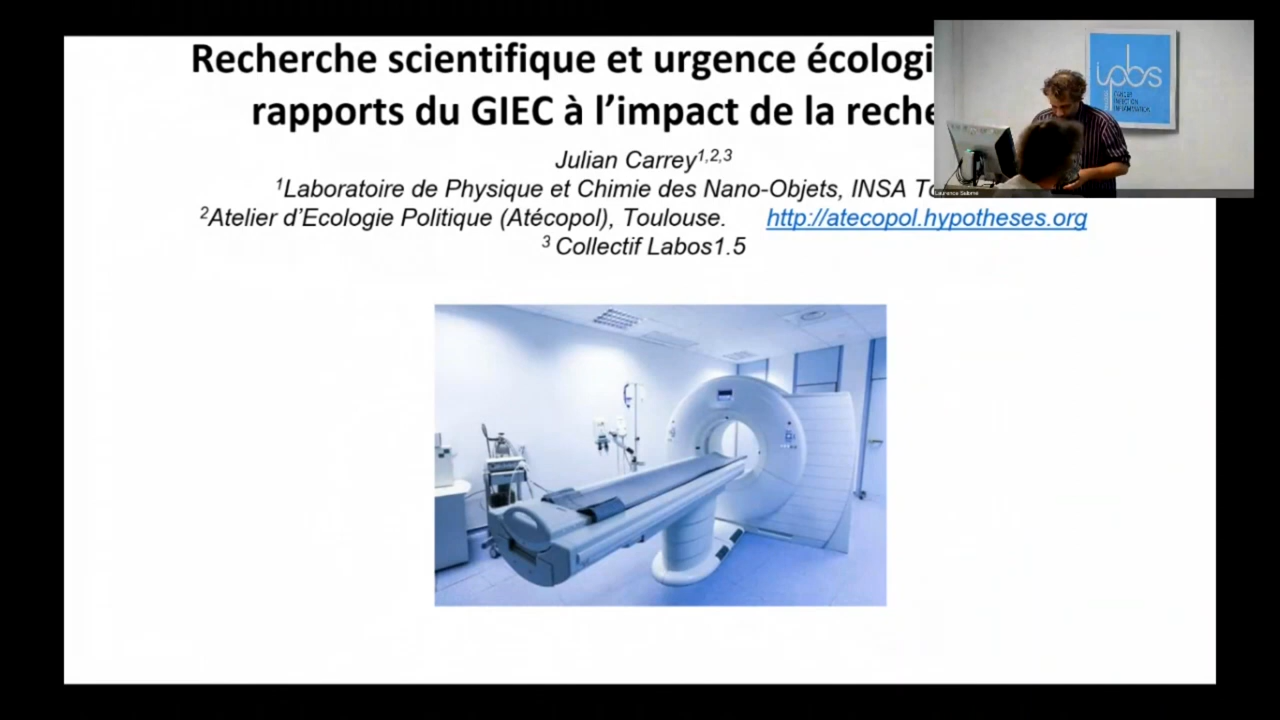 Recherche scientifique et urgence écologi
rapports du GIEC à l’impact de la reche
Julian Carrey1,2,3
1Laboratoire de Physique et Chimie des Nano-Objets, INSA T
2Atelier d’Ecologie Politique (Atécopol), Toulouse. http://atecopol.hypotheses.org
3 Collectif Labos1.5
ipbs